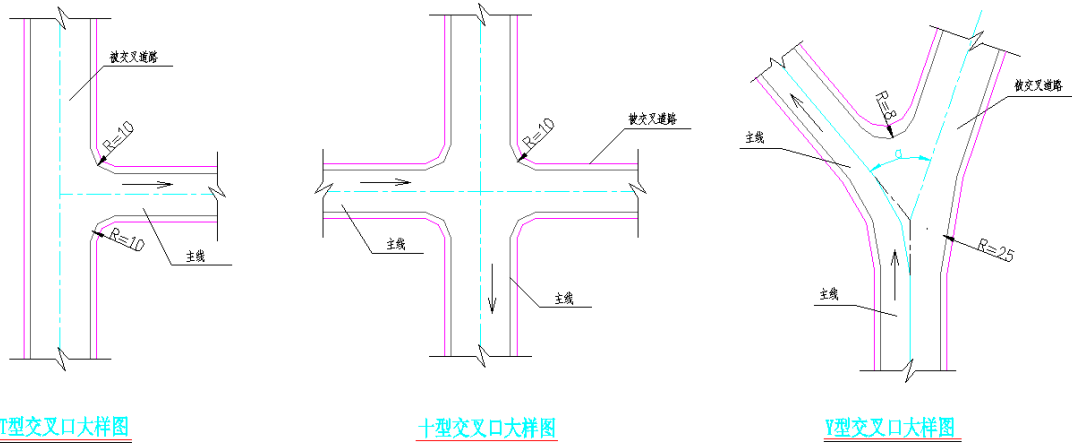 被交叉道路
R=10
R=10
主线
T型交叉口大样图
R=10
被交叉道路
主线
主线
十型交叉口大样图
R=8
被交叉道路
主线
α
R=25
主线
Y型交叉口大样图